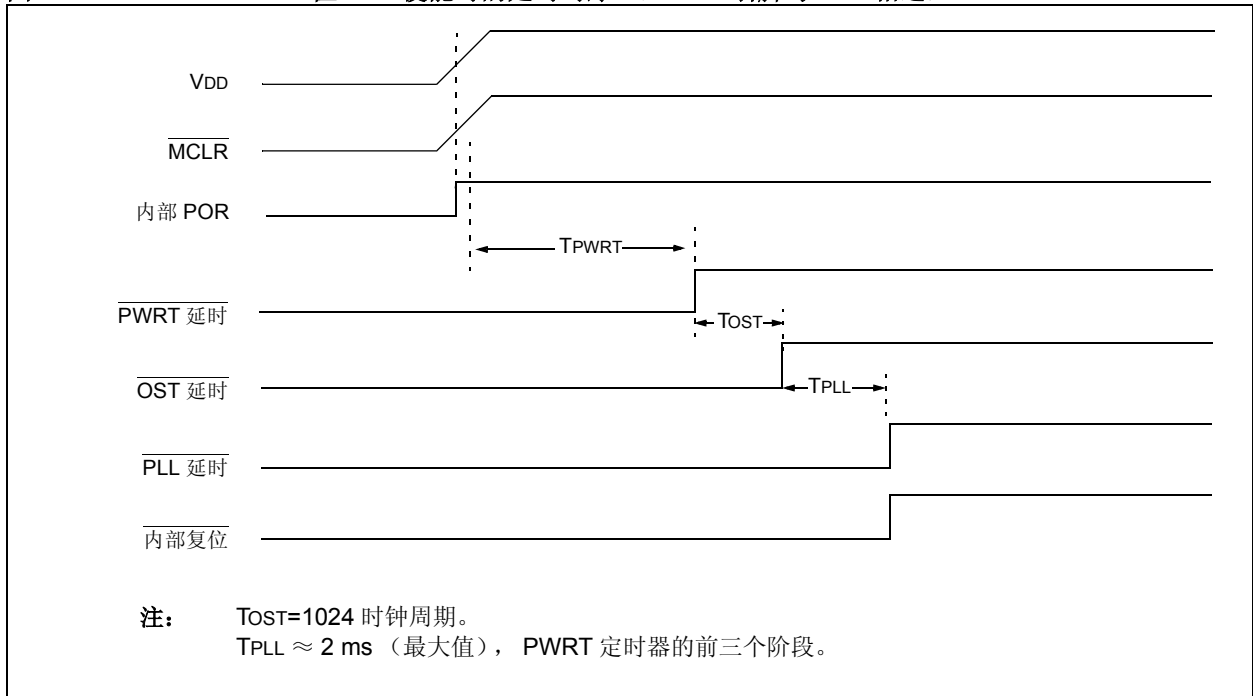 VDD
MCLR
内部 POR
TPWRT
PWRT 延时
TOST
OST 延时
TPLL
PLL 延时
内部复位
注： TOST=1024 时钟周期。
TPLL ≈ 2 ms （最大值）， PWRT 定时器的前三个阶段。